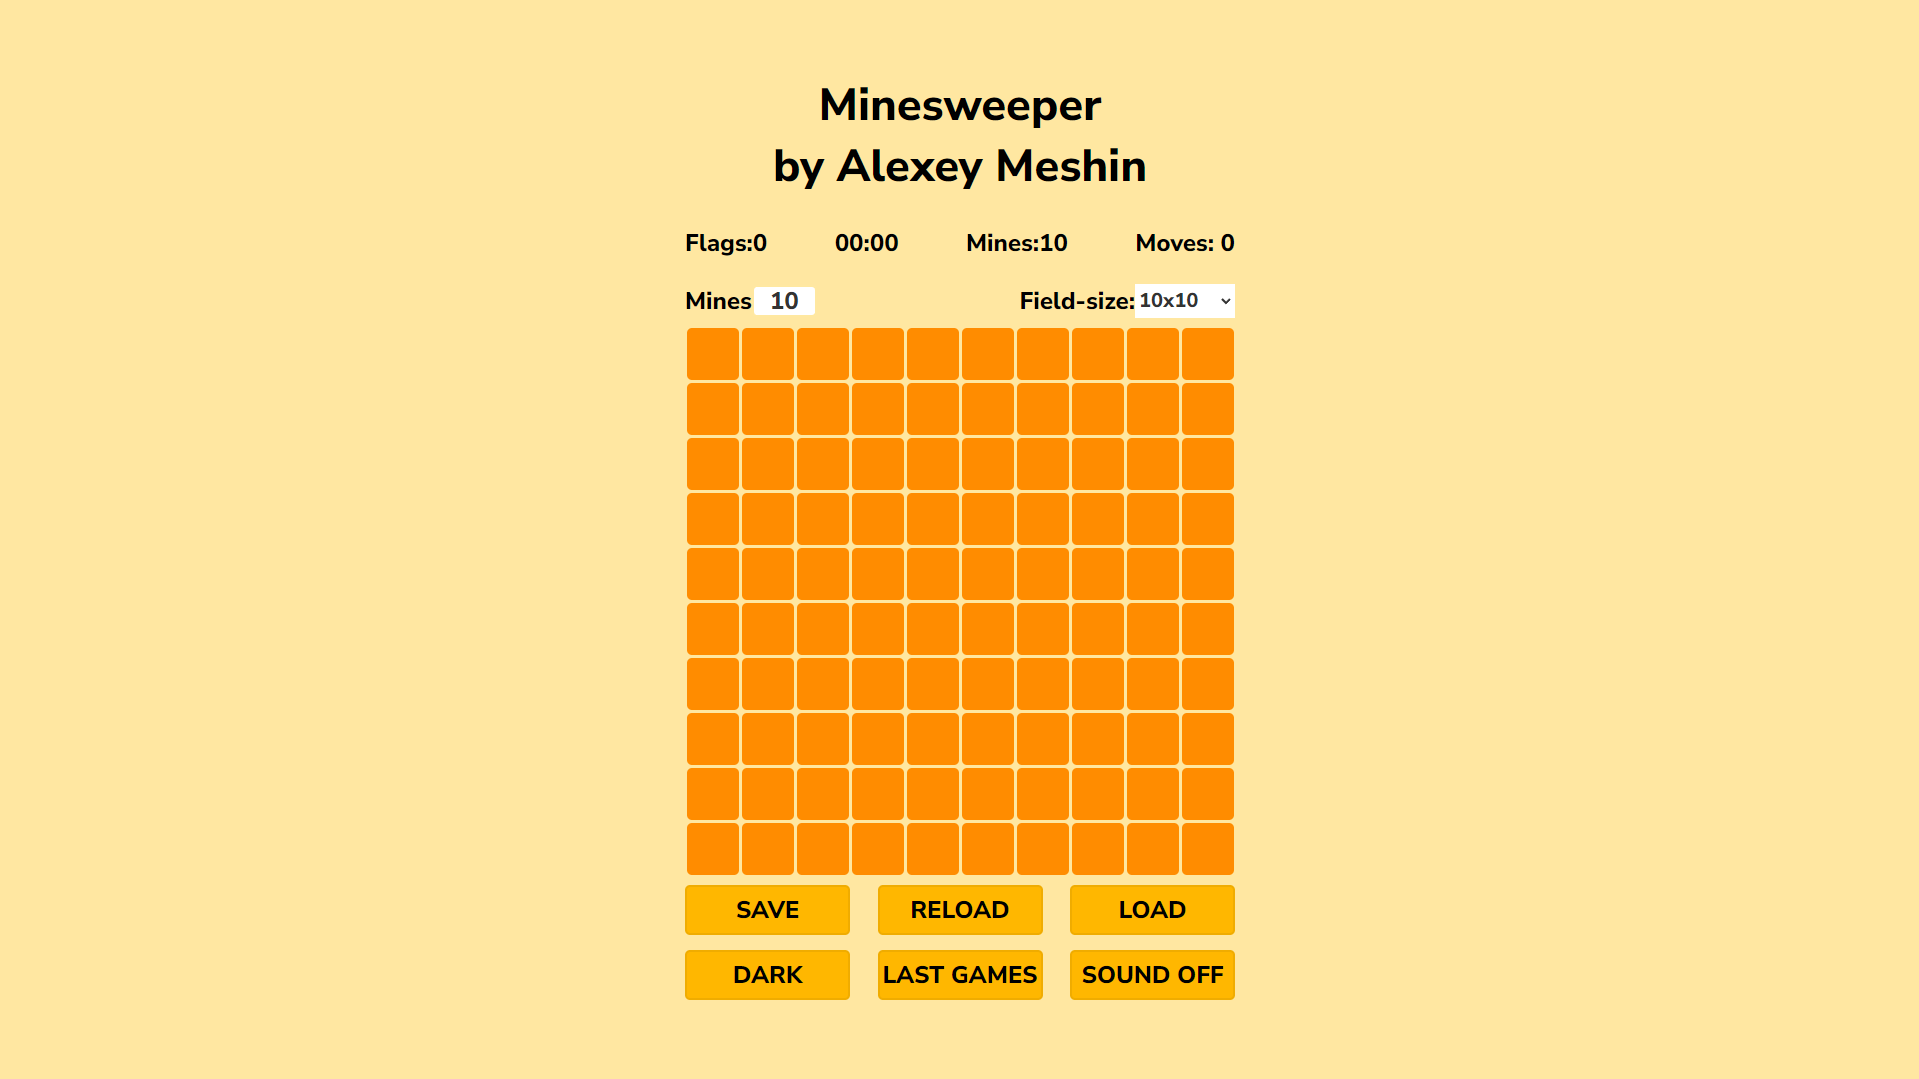 Minesweeper
by Alexey Meshin
Flags:0 00:00 Mines:10 Moves: 0
Mines 10 Field-size: 10x10
SAVE RELOAD LOAD
DARK LAST GAMES SOUND OFF